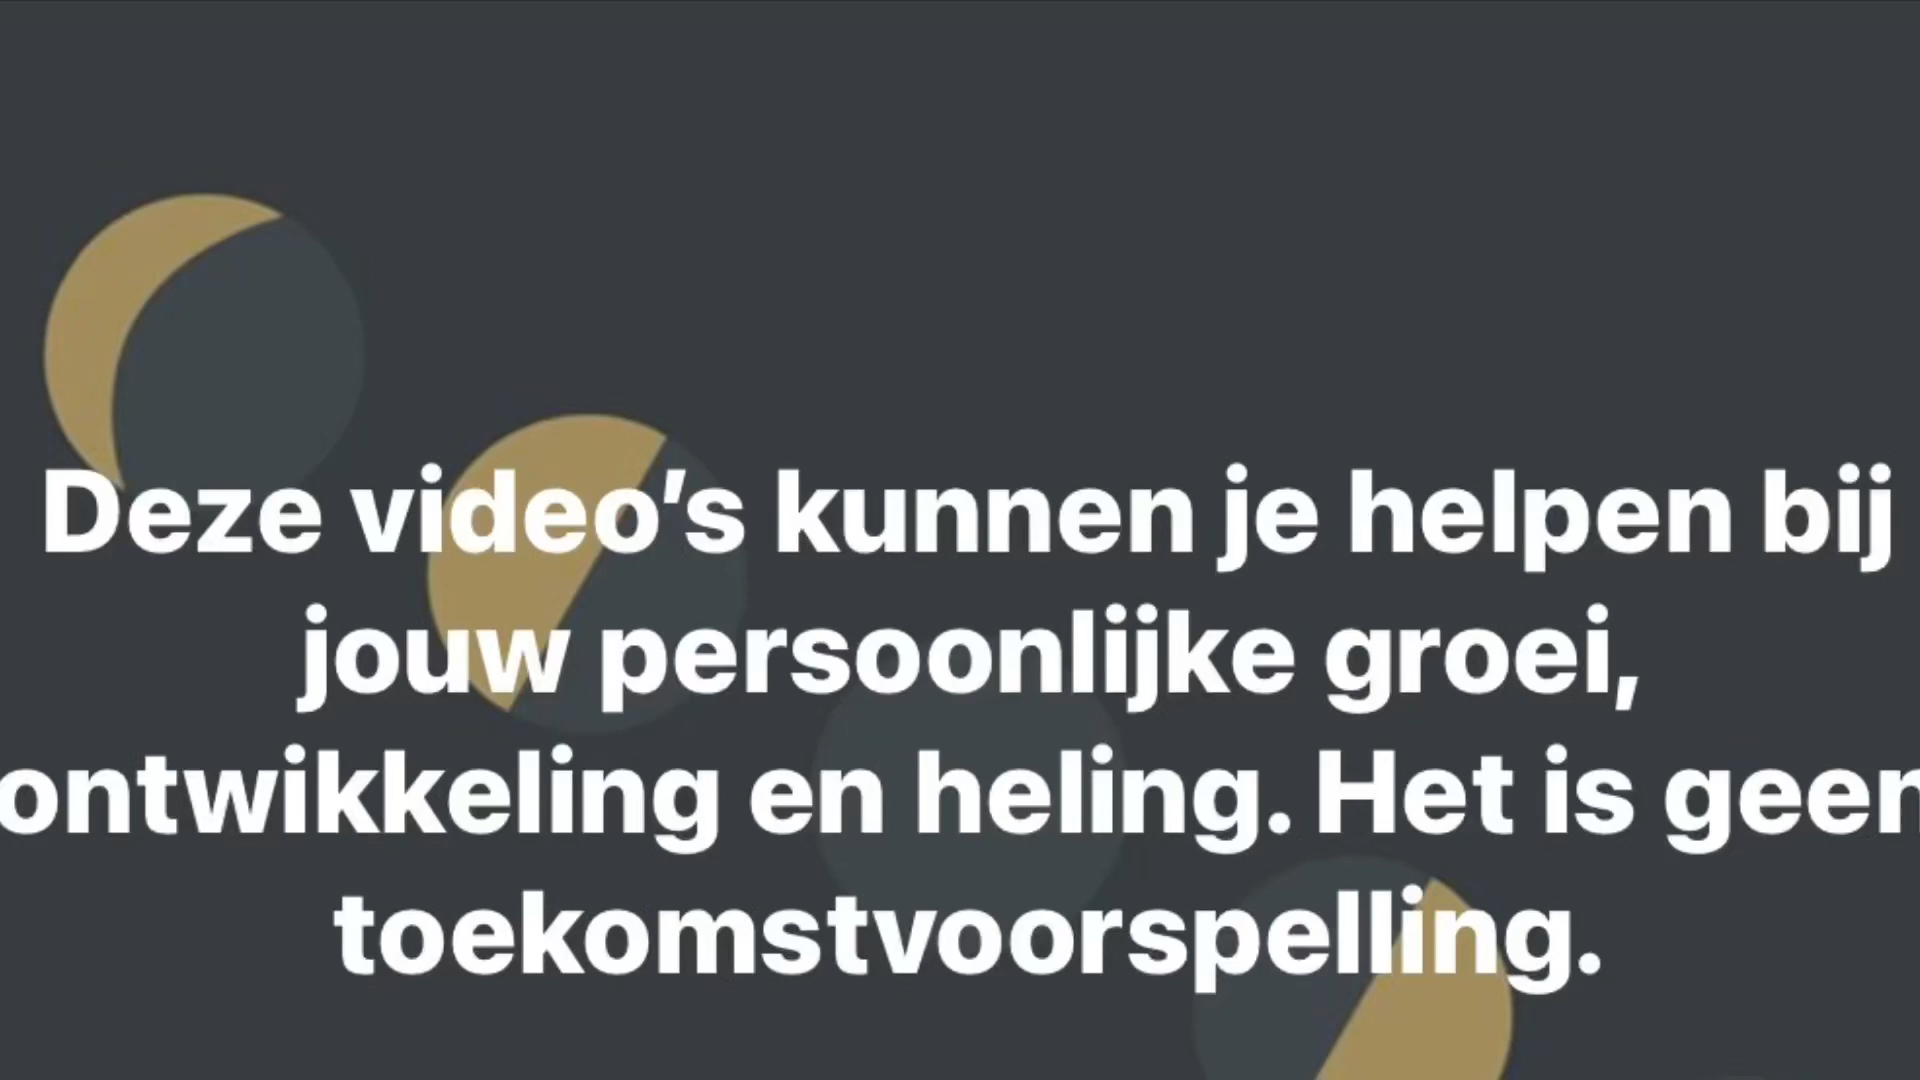 Deze video’s kunnen je helpen bij
jouw persoonlijke groei,
ontwikkeling en heling. Het is geen
toekomstvoorspelling.